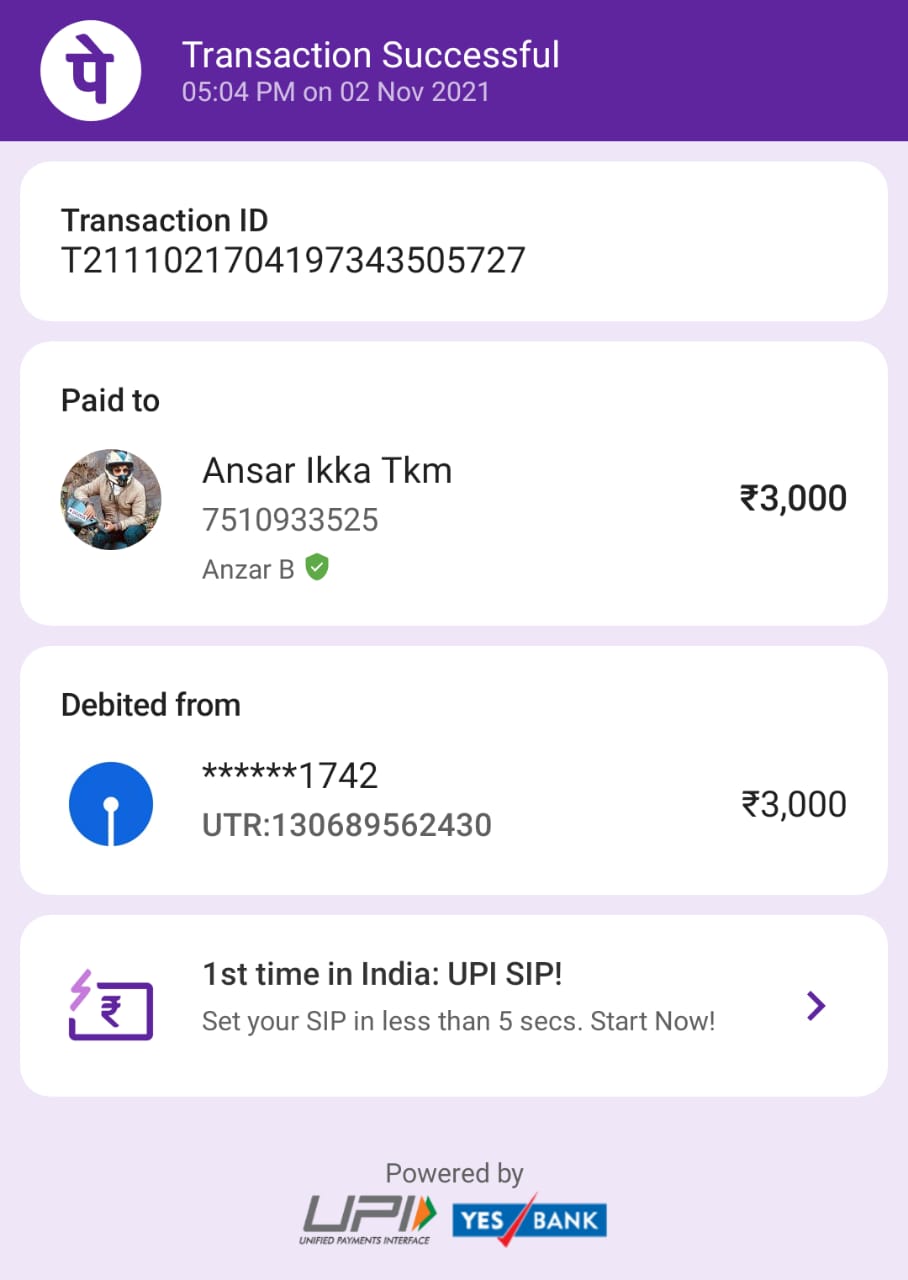 पे
Transaction Successful
05:04 PM on 02 Nov 2021
Transaction ID
T2111021704197343505727
Paid to
Ansar Ikka Tkm
7510933525
Anzar B
₹3,000
Debited from
******1742
UTR:130689562430
₹3,000
₹
1st time in India: UPI SIP!
Set your SIP in less than 5 secs. Start Now!
Powered by
UPI
UNIFIED PAYMENTS INTERFACE
YES BANK